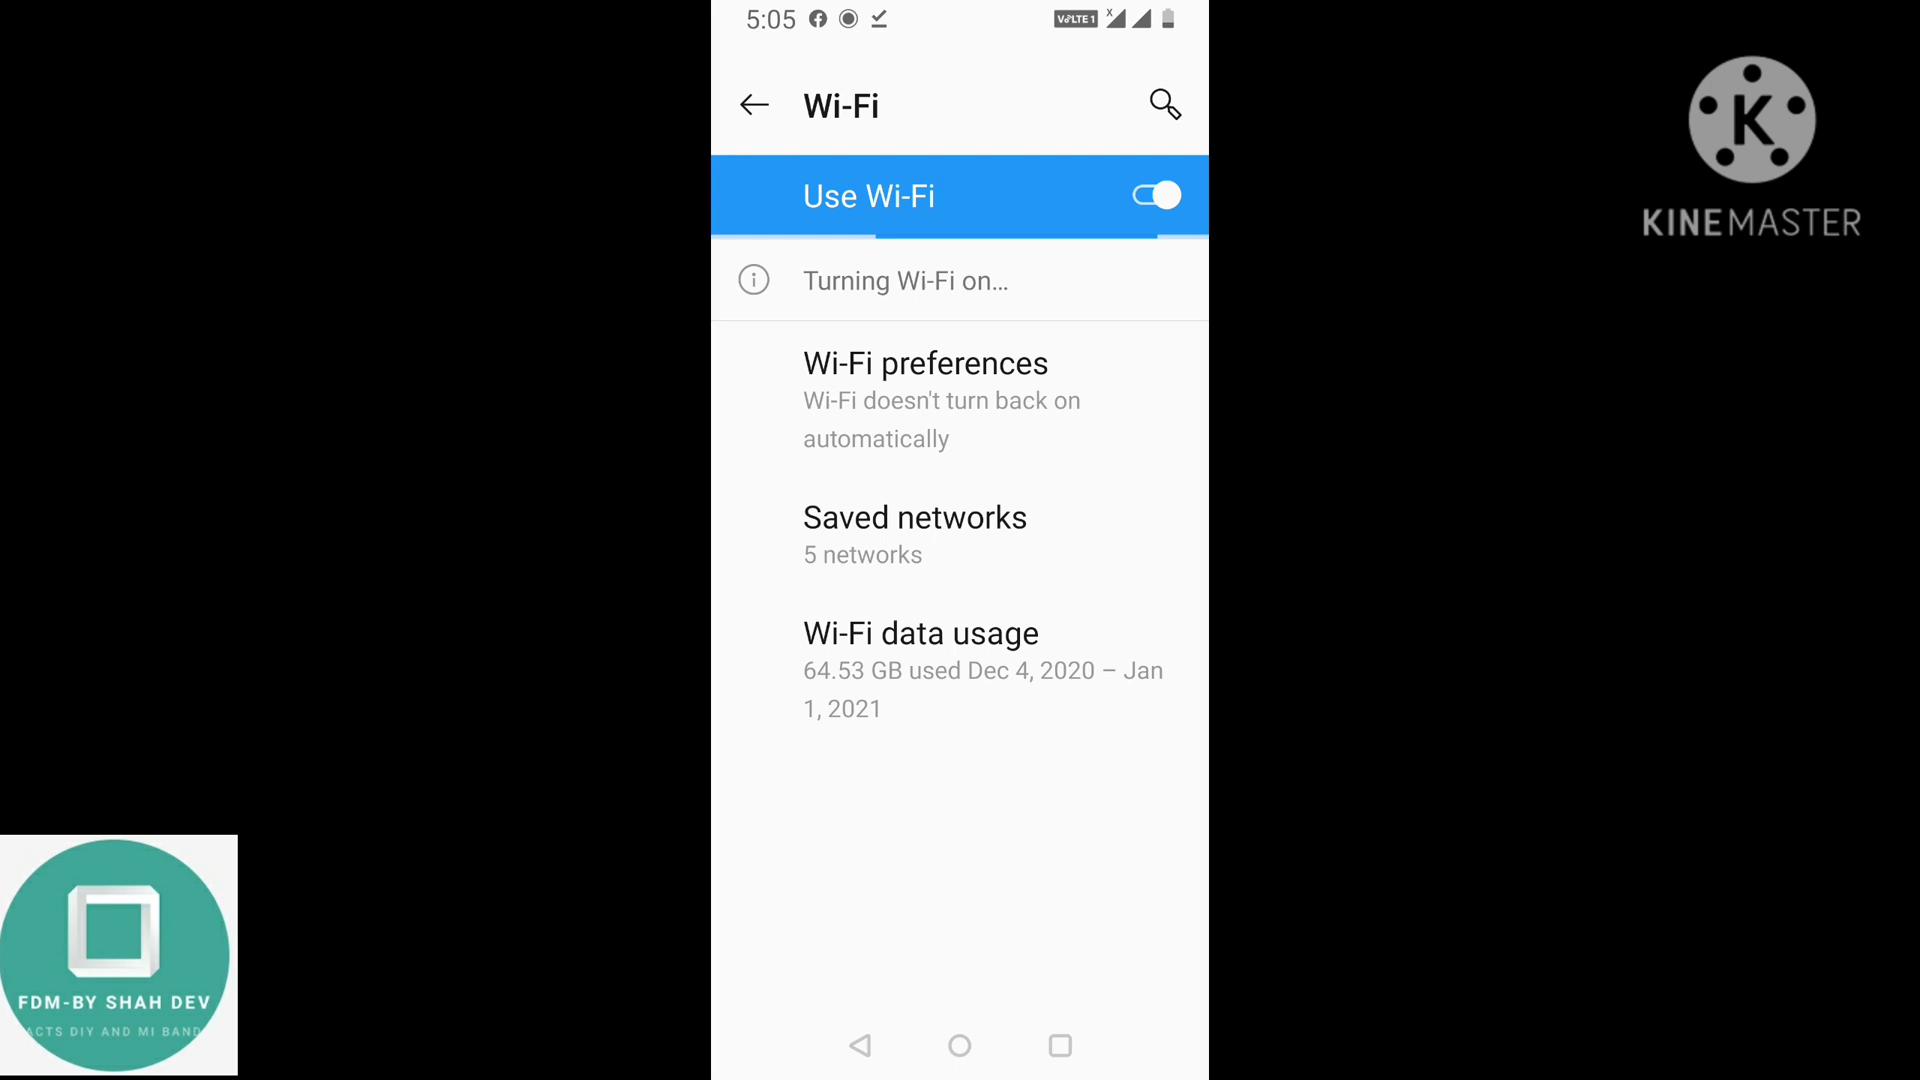 5:05
VoLTE 1
x
Wi-Fi
K
KINEMASTER
Use Wi-Fi
Turning Wi-Fi on...
Wi-Fi preferences
Wi-Fi doesn't turn back on
automatically
Saved networks
5 networks
Wi-Fi data usage
64.53 GB used Dec 4, 2020 – Jan
1, 2021
FDM-BY SHAH DEV
ACTS DIY AND MI BAND